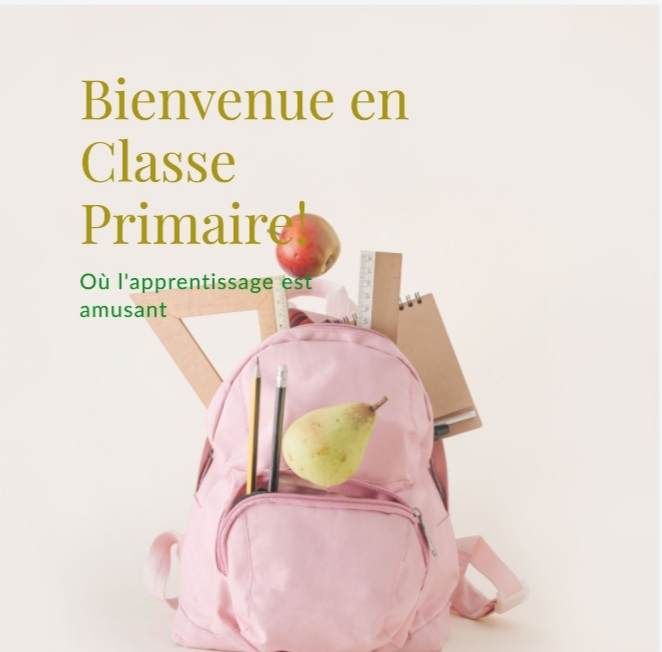 Bienvenue en
Classe
Primaire!
Où l'apprentissage est
amusant